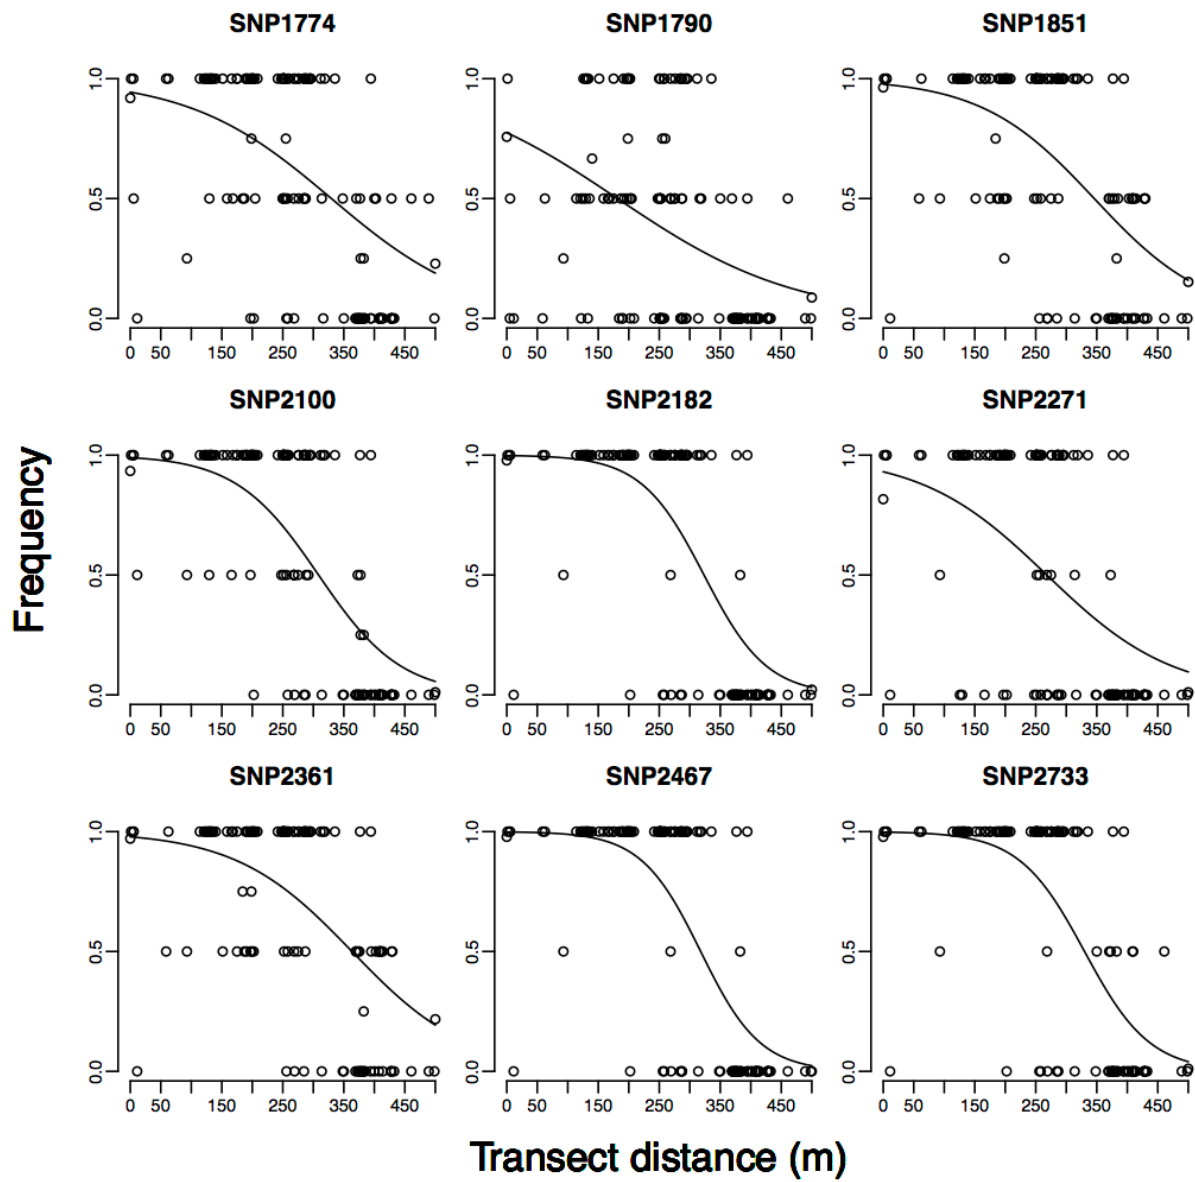 SNP1774 SNP1790 SNP1851
1.0 1.0 1.0
0.5 0.5 0.5
0.0 0.0 0.0
0 50 150 250 350 450 0 50 150 250 350 450 0 50 150 250 350 450
SNP2100 SNP2182 SNP2271
Frequency
1.0 1.0 1.0
0.5 0.5 0.5
0.0 0.0 0.0
0 50 150 250 350 450 0 50 150 250 350 450 0 50 150 250 350 450
SNP2361 SNP2467 SNP2733
1.0 1.0 1.0
0.5 0.5 0.5
0.0 0.0 0.0
0 50 150 250 350 450 0 50 150 250 350 450 0 50 150 250 350 450
Transect distance (m)